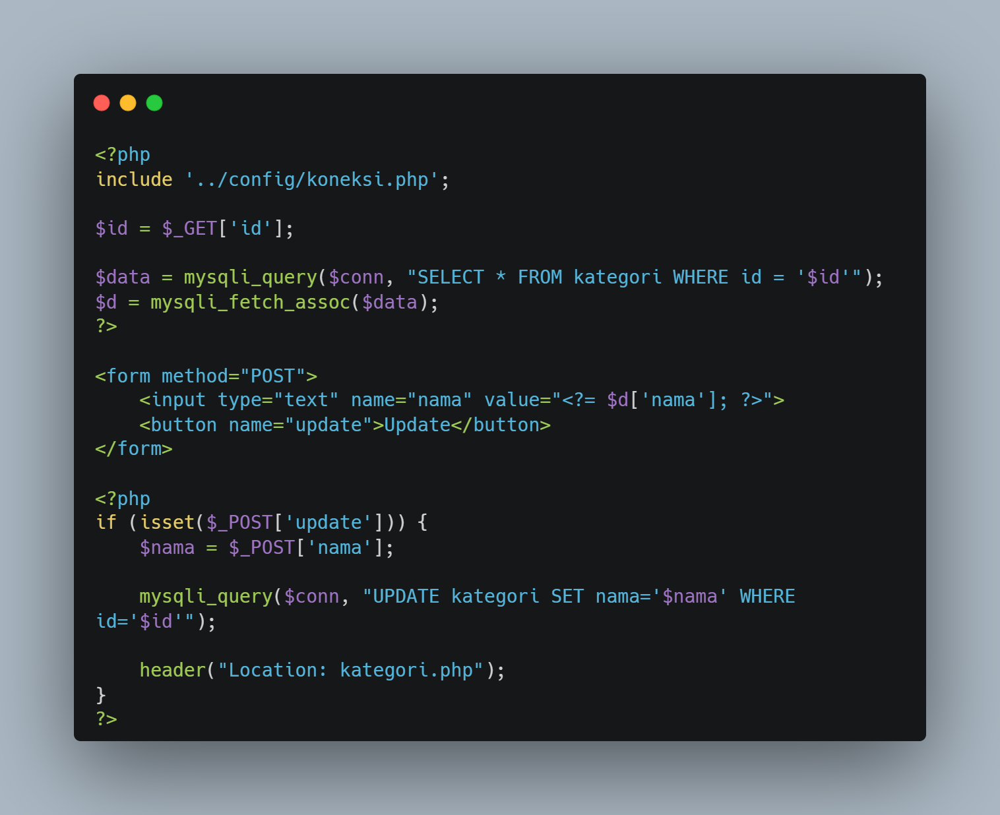 <?php
include '../config/koneksi.php';

$id = $_GET['id'];

$data = mysqli_query($conn, "SELECT * FROM kategori WHERE id = '$id'");
$d = mysqli_fetch_assoc($data);
?>

<form method="POST">
    <input type="text" name="nama" value="<?= $d['nama']; ?>">
    <button name="update">Update</button>
</form>

<?php
if (isset($_POST['update'])) {
    $nama = $_POST['nama'];

    mysqli_query($conn, "UPDATE kategori SET nama='$nama' WHERE
id='$id'");

    header("Location: kategori.php");
}
?>